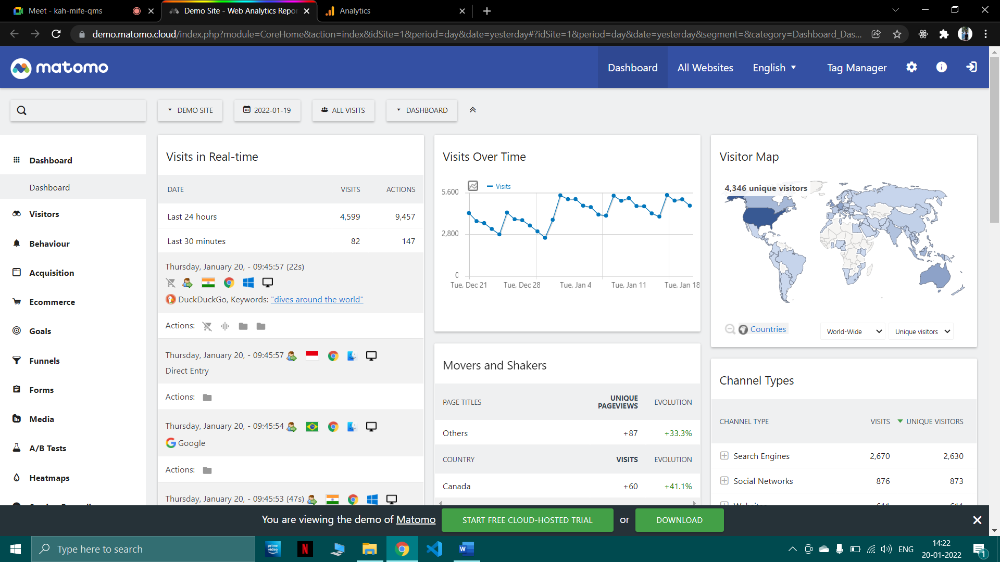 Meet - kah-mife-qms
Demo Site - Web Analytics Repor
Analytics
demo.matomo.cloud/index.php?module=CoreHome&action=index&idSite=1&period=day&date=yesterday#?idSite=1&period=day&date=yesterday&segment=&category=Dashboard_Das...
matomo
Dashboard
All Websites
English
Tag Manager
DEMO SITE
2022-01-19
ALL VISITS
DASHBOARD
Dashboard
Dashboard
Visitors
Behaviour
Acquisition
Ecommerce
Goals
Funnels
Forms
Media
A/B Tests
Heatmaps
Visits in Real-time
DATE VISITS ACTIONS
Last 24 hours 4,599 9,457
Last 30 minutes 82 147
Thursday, January 20, - 09:45:57 (22s)
DuckDuckGo, Keywords: "dives around the world"
Actions:
Thursday, January 20, - 09:45:57
Direct Entry
Actions:
Thursday, January 20, - 09:45:54
Google
Actions:
Thursday, January 20, - 09:45:53 (47s)
Visits Over Time
Visits
5,600
2,800
0
Tue, Dec 21 Tue, Dec 28 Tue, Jan 4 Tue, Jan 11 Tue, Jan 18
Movers and Shakers
PAGE TITLES UNIQUE PAGEVIEWS EVOLUTION
Others +87 +33.3%
COUNTRY VISITS EVOLUTION
Canada +60 +41.1%
Visitor Map
4,346 unique visitors
Countries
World-Wide
Unique visitors
Channel Types
CHANNEL TYPE VISITS UNIQUE VISITORS
Search Engines 2,670 2,630
Social Networks 876 873
Websites 611 611
You are viewing the demo of Matomo START FREE CLOUD-HOSTED TRIAL or DOWNLOAD
Type here to search
prime video
N
W
ENG
14:22
20-01-2022
1